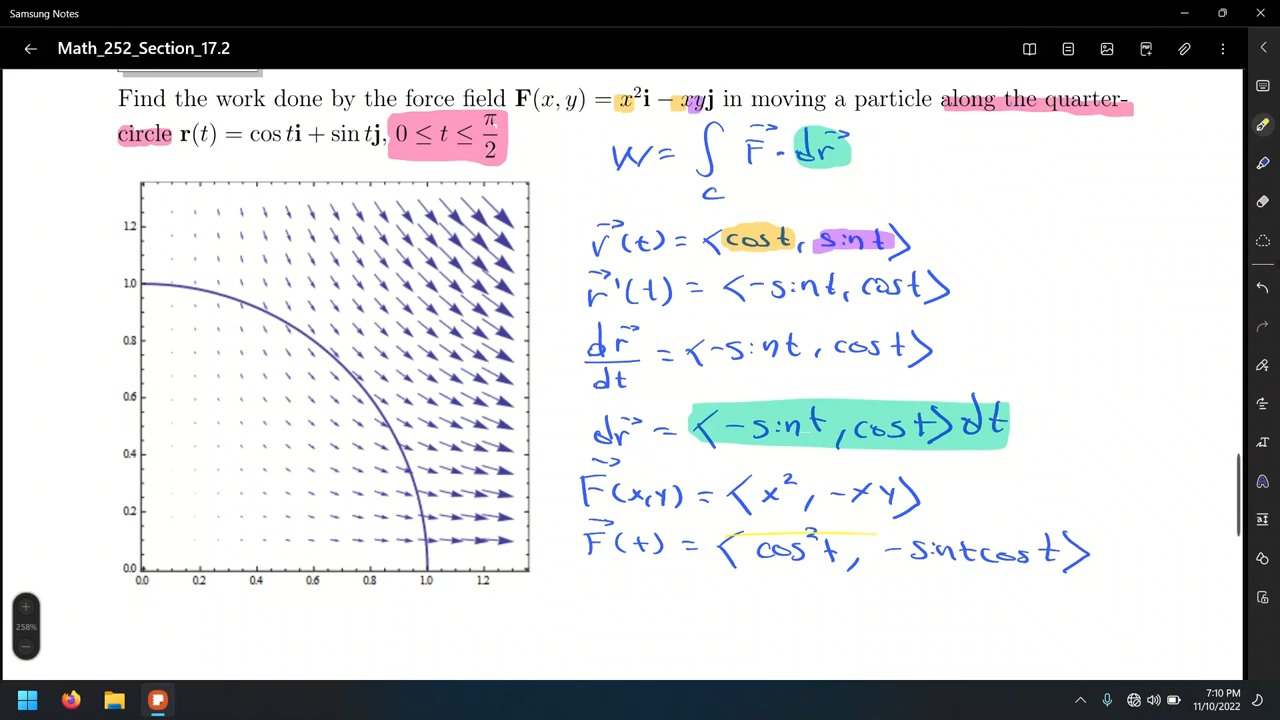 Samsung Notes
Math_252_Section_17.2
Find the work done by the force field F(x, y) = x²i − xyj in moving a particle along the quarter-
circle r(t) = cos ti + sin tj, 0 ≤ t ≤ π/2
W = ∫_C F⃗ · dr⃗
r⃗(t) = ⟨cos t, sin t⟩
r⃗'(t) = ⟨-sin t, cos t⟩
dr⃗/dt = ⟨-sin t, cos t⟩
dr⃗ = ⟨-sin t, cos t⟩ dt
F⃗(x,y) = ⟨x², -xy⟩
F⃗(t) = ⟨cos²t, -sin t cos t⟩
1.2
1.0
0.8
0.6
0.4
0.2
0.0
0.0 0.2 0.4 0.6 0.8 1.0 1.2
258%
7:10 PM
11/10/2022